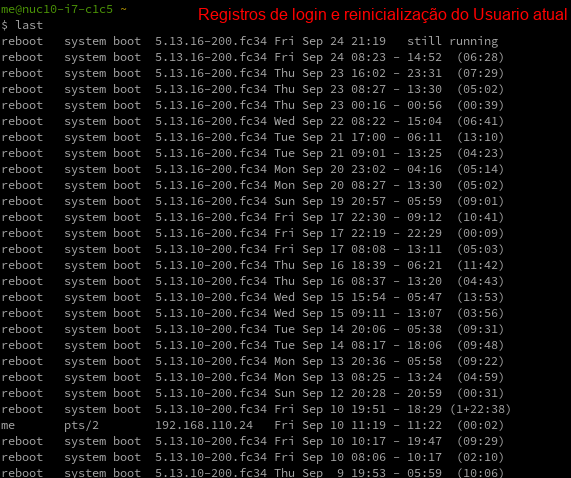 me@nuc10-i7-c1c5 ~
Registros de login e reinicialização do Usuario atual
$ last
reboot system boot 5.13.16-200.fc34 Fri Sep 24 21:19 still running
reboot system boot 5.13.16-200.fc34 Fri Sep 24 08:23 - 14:52 (06:28)
reboot system boot 5.13.16-200.fc34 Thu Sep 23 16:02 - 23:31 (07:29)
reboot system boot 5.13.16-200.fc34 Thu Sep 23 08:27 - 13:30 (05:02)
reboot system boot 5.13.16-200.fc34 Thu Sep 23 00:16 - 00:56 (00:39)
reboot system boot 5.13.16-200.fc34 Wed Sep 22 08:22 - 15:04 (06:41)
reboot system boot 5.13.16-200.fc34 Tue Sep 21 17:00 - 06:11 (13:10)
reboot system boot 5.13.16-200.fc34 Tue Sep 21 09:01 - 13:25 (04:23)
reboot system boot 5.13.16-200.fc34 Mon Sep 20 23:02 - 04:16 (05:14)
reboot system boot 5.13.16-200.fc34 Mon Sep 20 08:27 - 13:30 (05:02)
reboot system boot 5.13.16-200.fc34 Sun Sep 19 20:57 - 05:59 (09:01)
reboot system boot 5.13.16-200.fc34 Fri Sep 17 22:30 - 09:12 (10:41)
reboot system boot 5.13.16-200.fc34 Fri Sep 17 22:19 - 22:29 (00:09)
reboot system boot 5.13.10-200.fc34 Fri Sep 17 08:08 - 13:11 (05:03)
reboot system boot 5.13.10-200.fc34 Thu Sep 16 18:39 - 06:21 (11:42)
reboot system boot 5.13.10-200.fc34 Thu Sep 16 08:37 - 13:20 (04:43)
reboot system boot 5.13.10-200.fc34 Wed Sep 15 15:54 - 05:47 (13:53)
reboot system boot 5.13.10-200.fc34 Wed Sep 15 09:11 - 13:07 (03:56)
reboot system boot 5.13.10-200.fc34 Tue Sep 14 20:06 - 05:38 (09:31)
reboot system boot 5.13.10-200.fc34 Tue Sep 14 08:17 - 18:06 (09:48)
reboot system boot 5.13.10-200.fc34 Mon Sep 13 20:36 - 05:58 (09:22)
reboot system boot 5.13.10-200.fc34 Mon Sep 13 08:25 - 13:24 (04:59)
reboot system boot 5.13.10-200.fc34 Sun Sep 12 20:28 - 20:59 (00:31)
reboot system boot 5.13.10-200.fc34 Fri Sep 10 19:51 - 18:29 (1+22:38)
me pts/2 192.168.110.24 Fri Sep 10 11:19 - 11:22 (00:02)
reboot system boot 5.13.10-200.fc34 Fri Sep 10 10:17 - 19:47 (09:29)
reboot system boot 5.13.10-200.fc34 Fri Sep 10 08:06 - 10:17 (02:10)
reboot system boot 5.13.10-200.fc34 Thu Sep 9 19:53 - 05:59 (10:06)